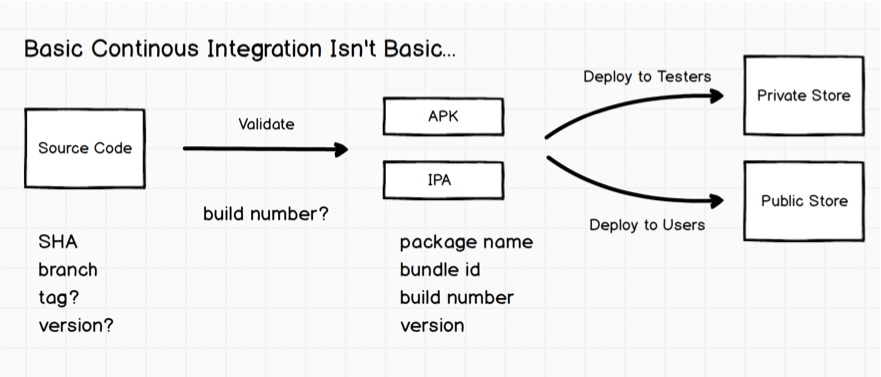 Basic Continous Integration Isn't Basic...
Source Code
Validate
build number?
APK
IPA
Deploy to Testers
Deploy to Users
Private Store
Public Store
SHA
branch
tag?
version?
package name
bundle id
build number
version